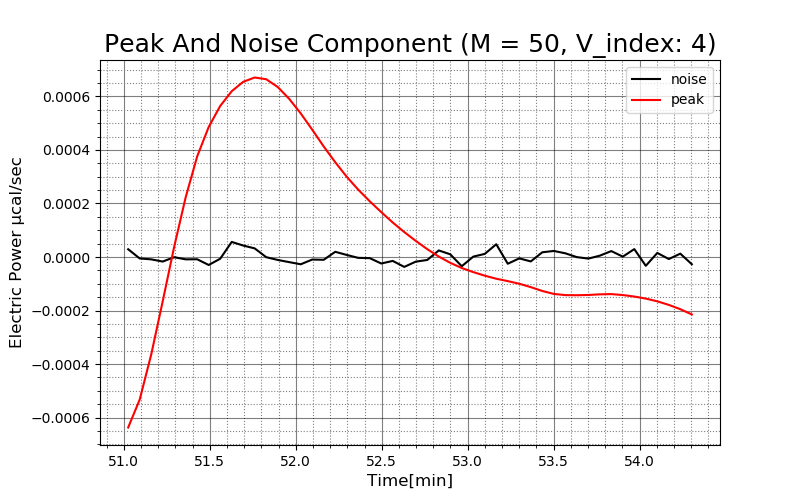 Peak And Noise Component (M = 50, V_index: 4)
noise
peak
Electric Power μcal/sec
0.0006
0.0004
0.0002
0.0000
−0.0002
−0.0004
−0.0006
51.0 51.5 52.0 52.5 53.0 53.5 54.0
Time[min]